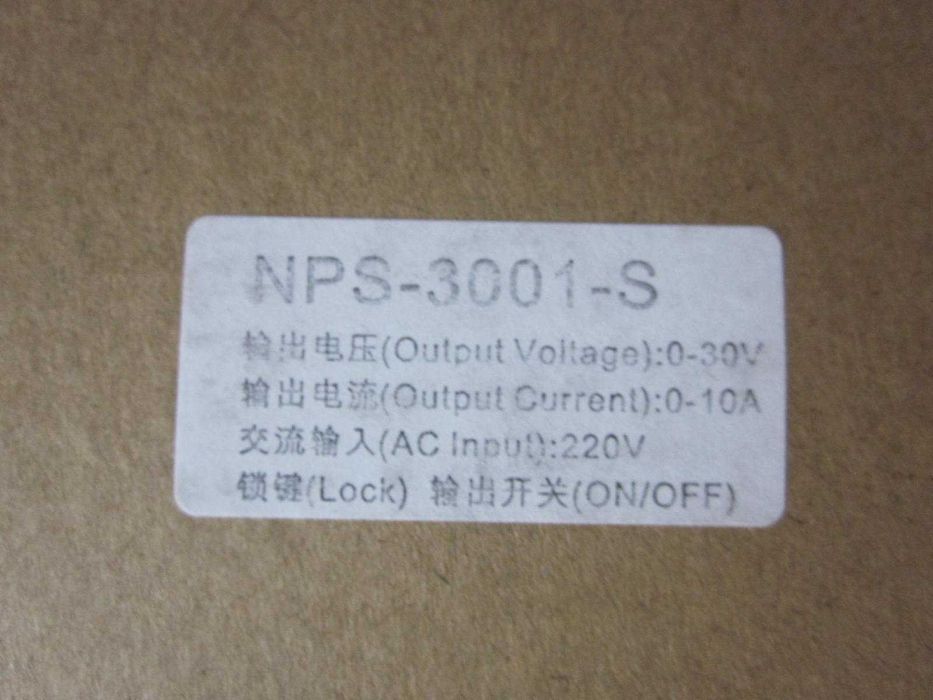 NPS-3001-S
输出电压(Output Voltage):0-30V
输出电流(Output Current):0-10A
交流输入(AC Input):220V
锁键(Lock) 输出开关(ON/OFF)